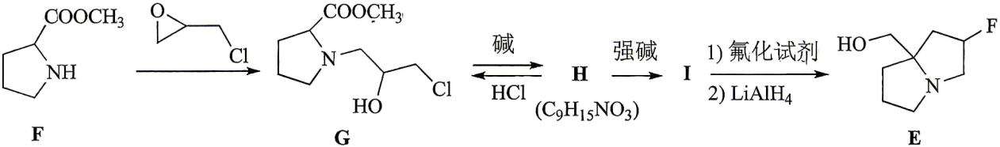 COOCH₃
NH
F
O
Cl
COOCH₃
N
HO
Cl
G
碱
HCl
H
(C₉H₁₅NO₃)
强碱
I
1) 氟化试剂
2) LiAlH₄
HO
F
N
E